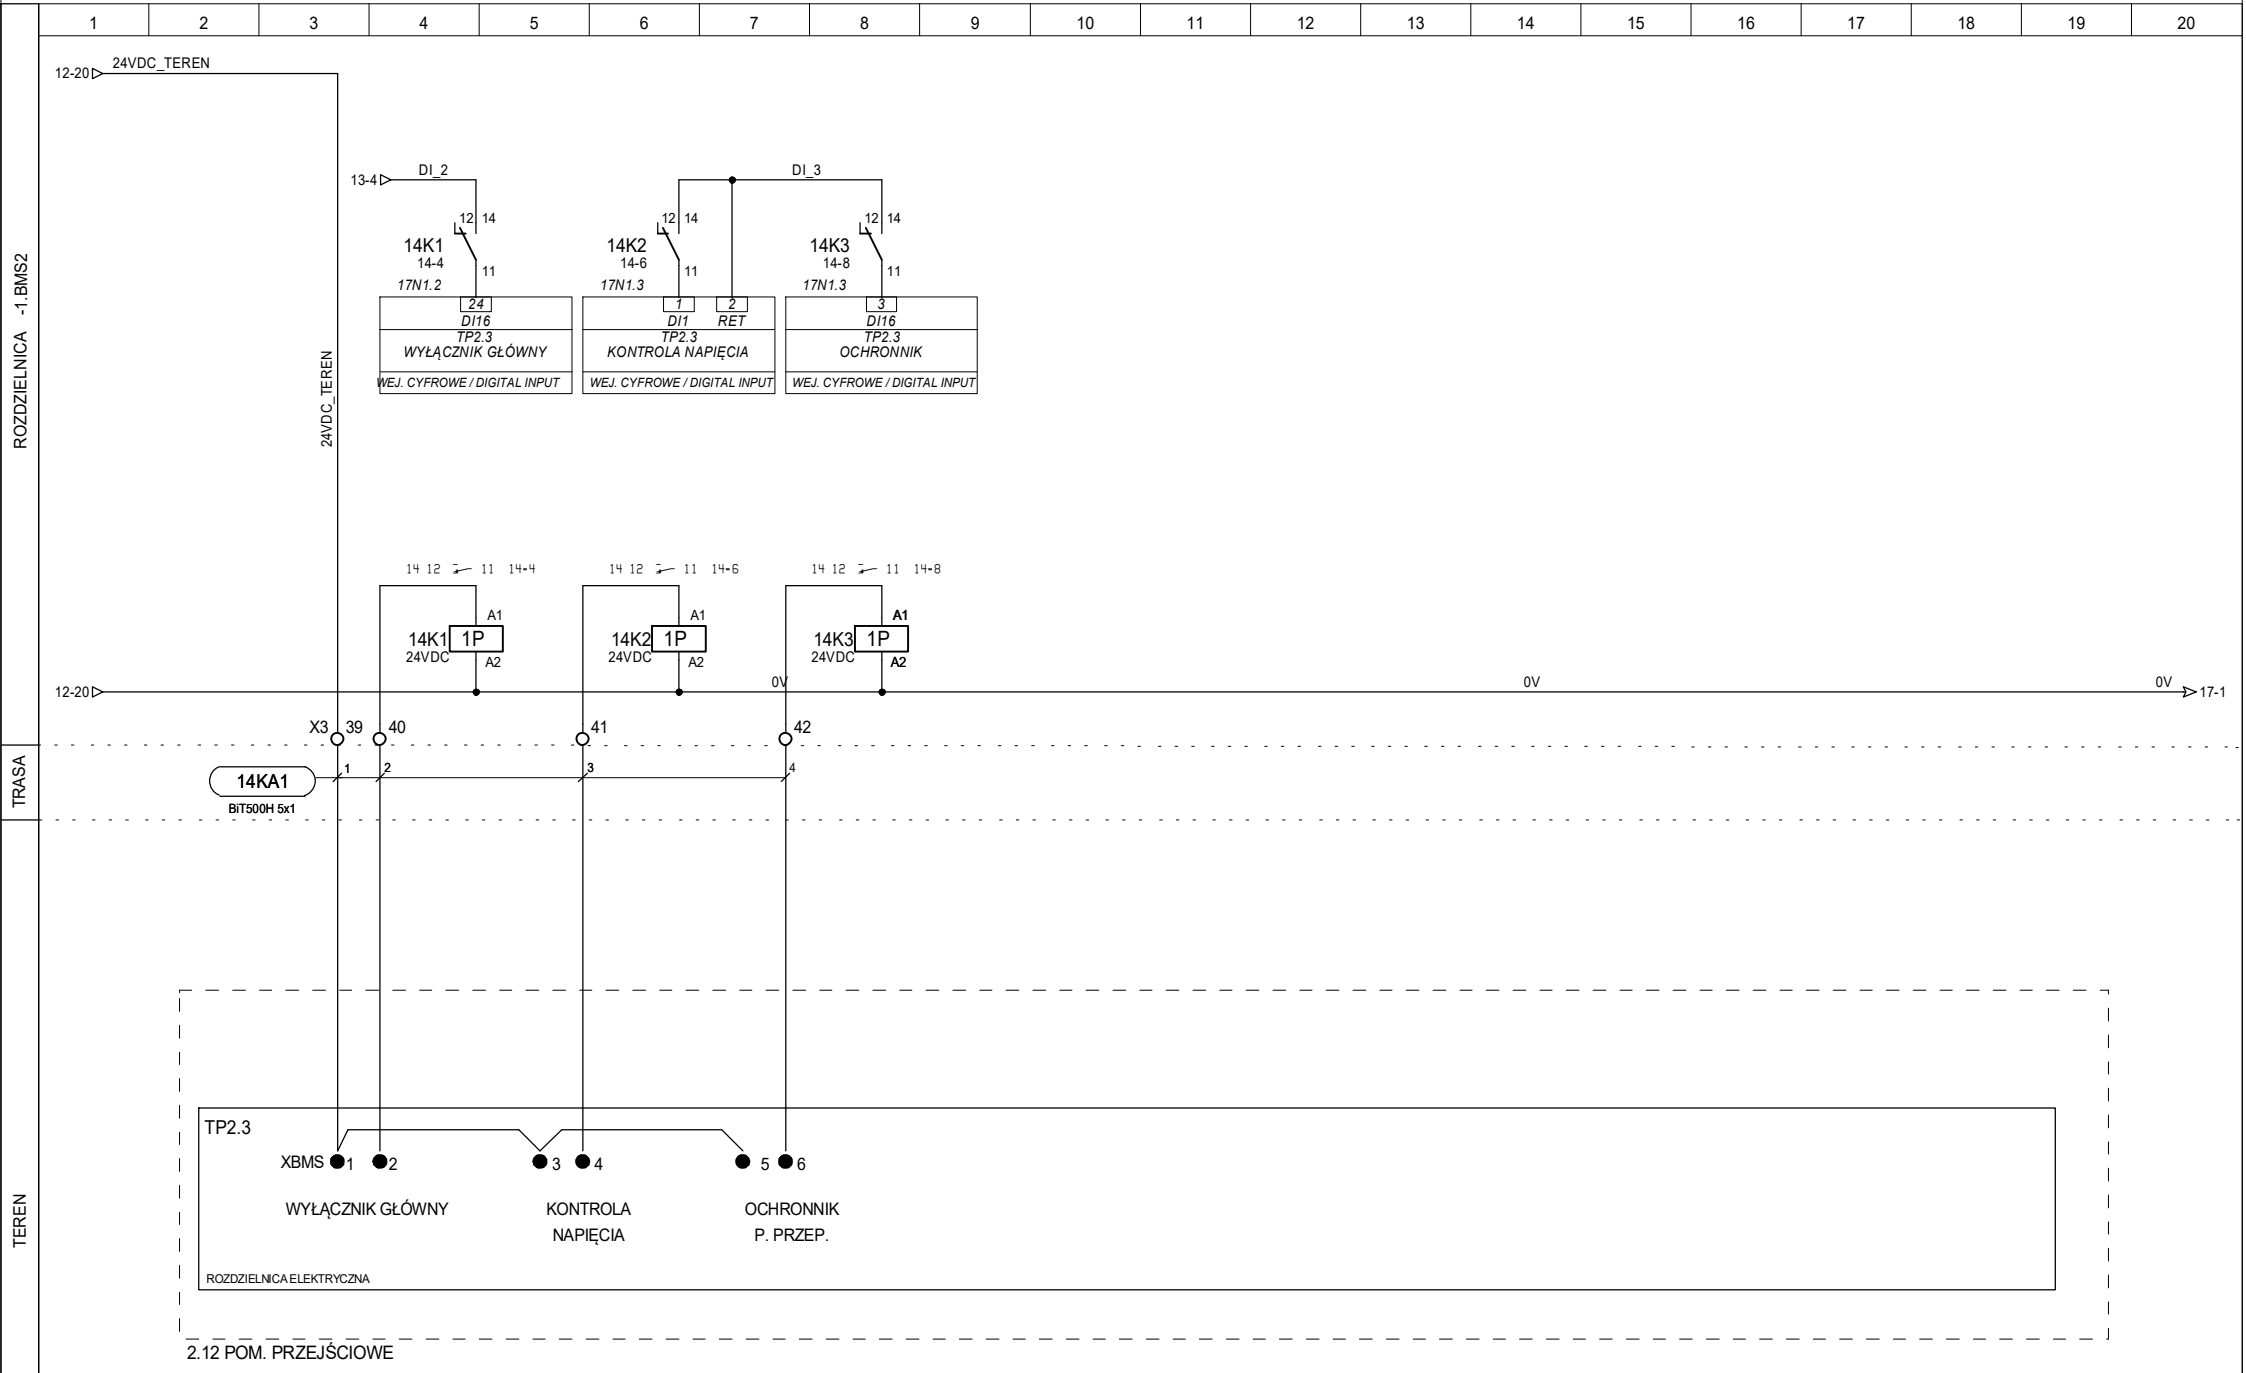 1 2 3 4 5 6 7 8 9 10 11 12 13 14 15 16 17 18 19 20
ROZDZIELNICA -1.BMS2
TRASA
TEREN
12-20 24VDC_TEREN
24VDC_TEREN
13-4 DI_2
DI_3
12 14
12 14
12 14
14K1
14-4
11
14K2
14-6
11
14K3
14-8
11
17N1.2
24
DI16
TP2.3
WYŁĄCZNIK GŁÓWNY
WEJ. CYFROWE / DIGITAL INPUT
17N1.3
1 2
DI1 RET
TP2.3
KONTROLA NAPIĘCIA
WEJ. CYFROWE / DIGITAL INPUT
17N1.3
3
DI16
TP2.3
OCHRONNIK
WEJ. CYFROWE / DIGITAL INPUT
14 12 11 14-4
14 12 11 14-6
14 12 11 14-8
A1
14K1 1P
24VDC
A2
A1
14K2 1P
24VDC
A2
A1
14K3 1P
24VDC
A2
12-20 0V 0V 0V 17-1
X3 39 40 41 42
14KA1 1 2 3 4
BiT500H 5x1
TP2.3
XBMS 1 2 3 4 5 6
WYŁĄCZNIK GŁÓWNY
KONTROLA
NAPIĘCIA
OCHRONNIK
P. PRZEP.
ROZDZIELNICA ELEKTRYCZNA
2.12 POM. PRZEJŚCIOWE